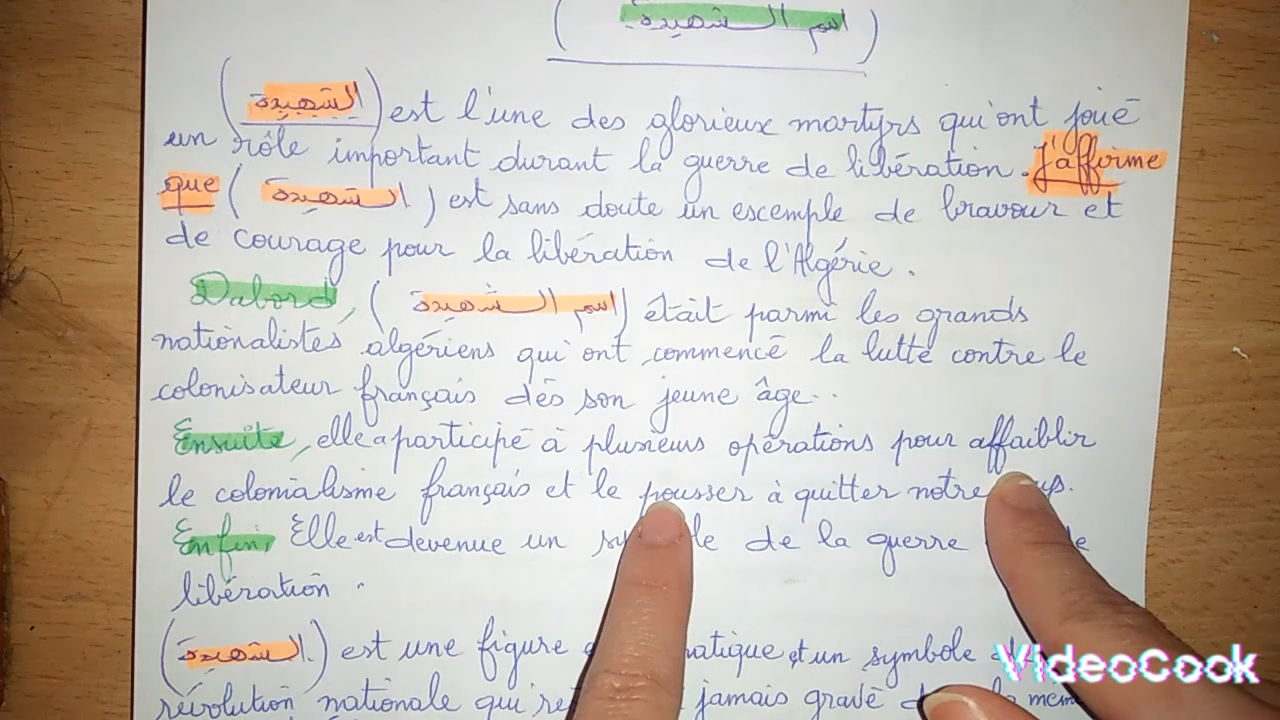 ( اسم الشهيدة )
( الشهيدة ) est l'une des glorieux martyrs qui ont joué
un rôle important durant la guerre de libération. J'affirme
que ( الشهيدة ) est sans doute un escemple de bravour et
de courage pour la libération de l'Algérie.
Dabord, ( اسم الشهيدة ) était parmi les grands
nationalistes algériens qui ont commencé la lutte contre le
colonisateur français dés son jeune âge..
Ensuite, elle a participé à plusieurs opérations pour affaiblir
le colonialisme français et le pousser à quitter notre
Enfin, Elle est devenue un de la guerre de
libération.
( الشهيدة ) est une figure et un symbole
révolution nationale qui jamais gravé
VideoCook